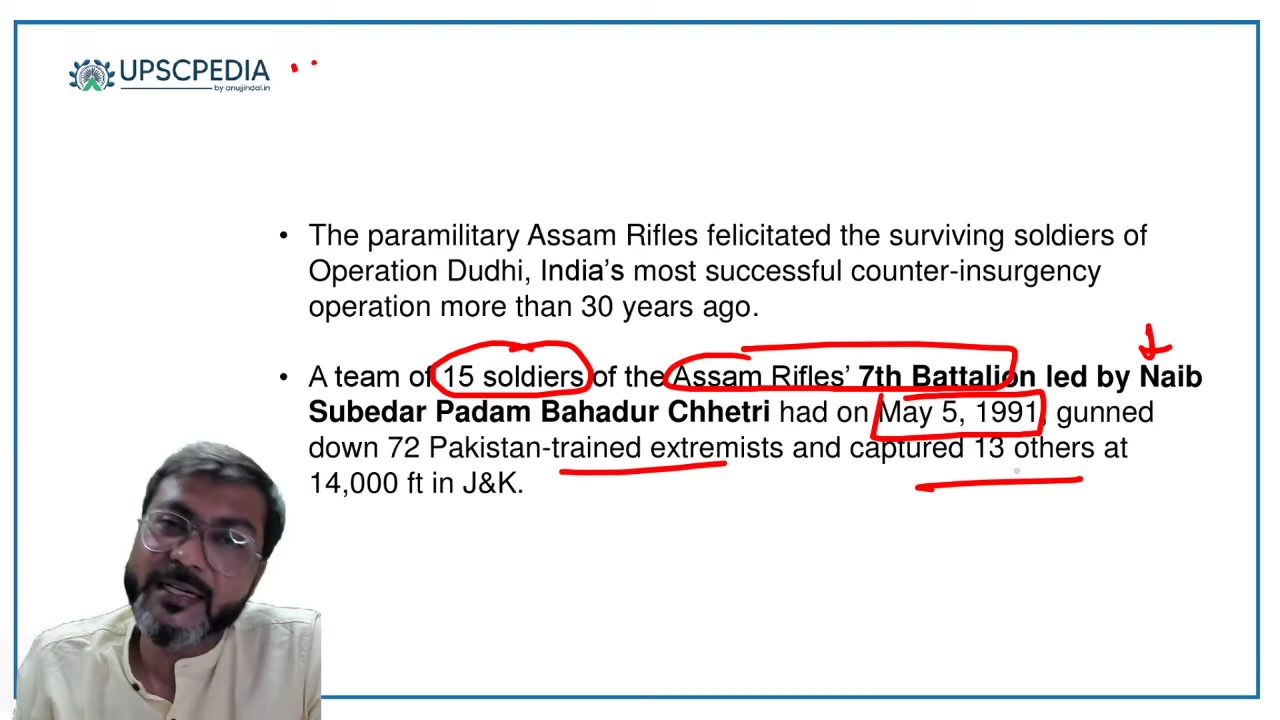 UPSCPEDIA
by anujjindal.in
• The paramilitary Assam Rifles felicitated the surviving soldiers of
Operation Dudhi, India’s most successful counter-insurgency
operation more than 30 years ago.
• A team of 15 soldiers of the Assam Rifles’ 7th Battalion led by Naib
Subedar Padam Bahadur Chhetri had on May 5, 1991, gunned
down 72 Pakistan-trained extremists and captured 13 others at
14,000 ft in J&K.